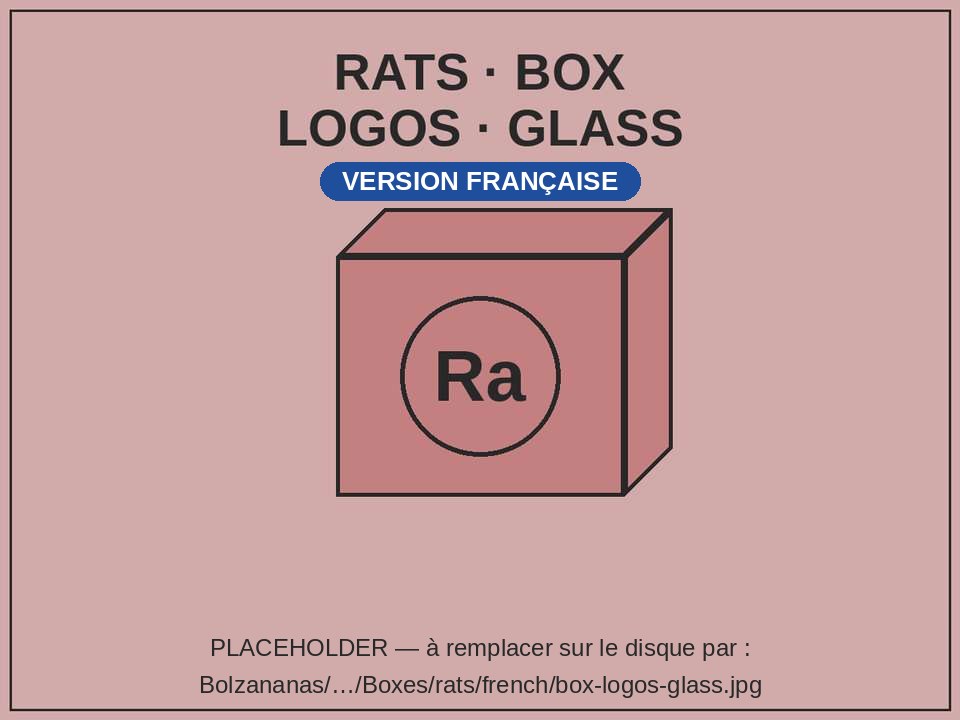 RATS · BOX
LOGOS · GLASS
VERSION FRANÇAISE
Ra
PLACEHOLDER — à remplacer sur le disque par :
Bolzananas/…/Boxes/rats/french/box-logos-glass.jpg